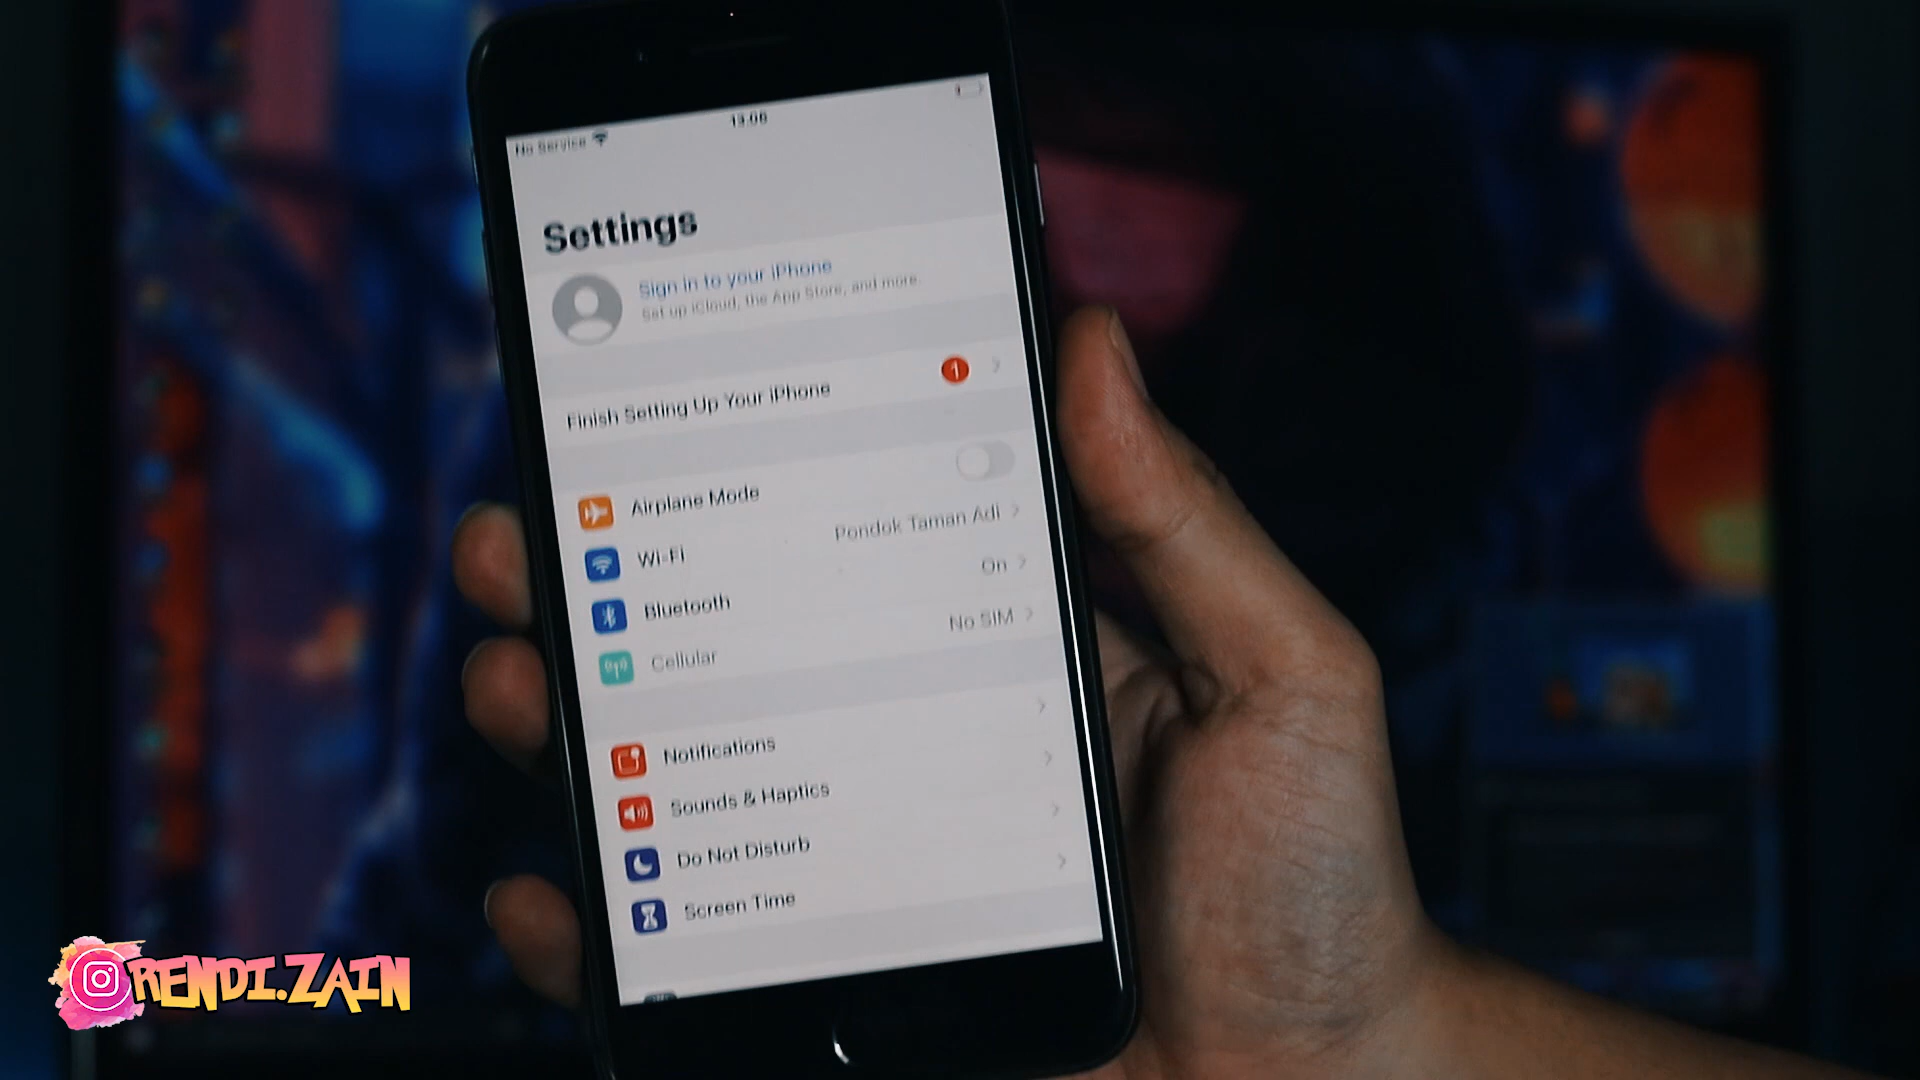 No Service
13.06
Settings
Sign in to your iPhone
Set up iCloud, the App Store, and more.
Finish Setting Up Your iPhone
1
Airplane Mode
Wi-Fi
Pondok Taman Adi
Bluetooth
On
Cellular
No SIM
Notifications
Sounds & Haptics
Do Not Disturb
Screen Time
RENDI.ZAIN